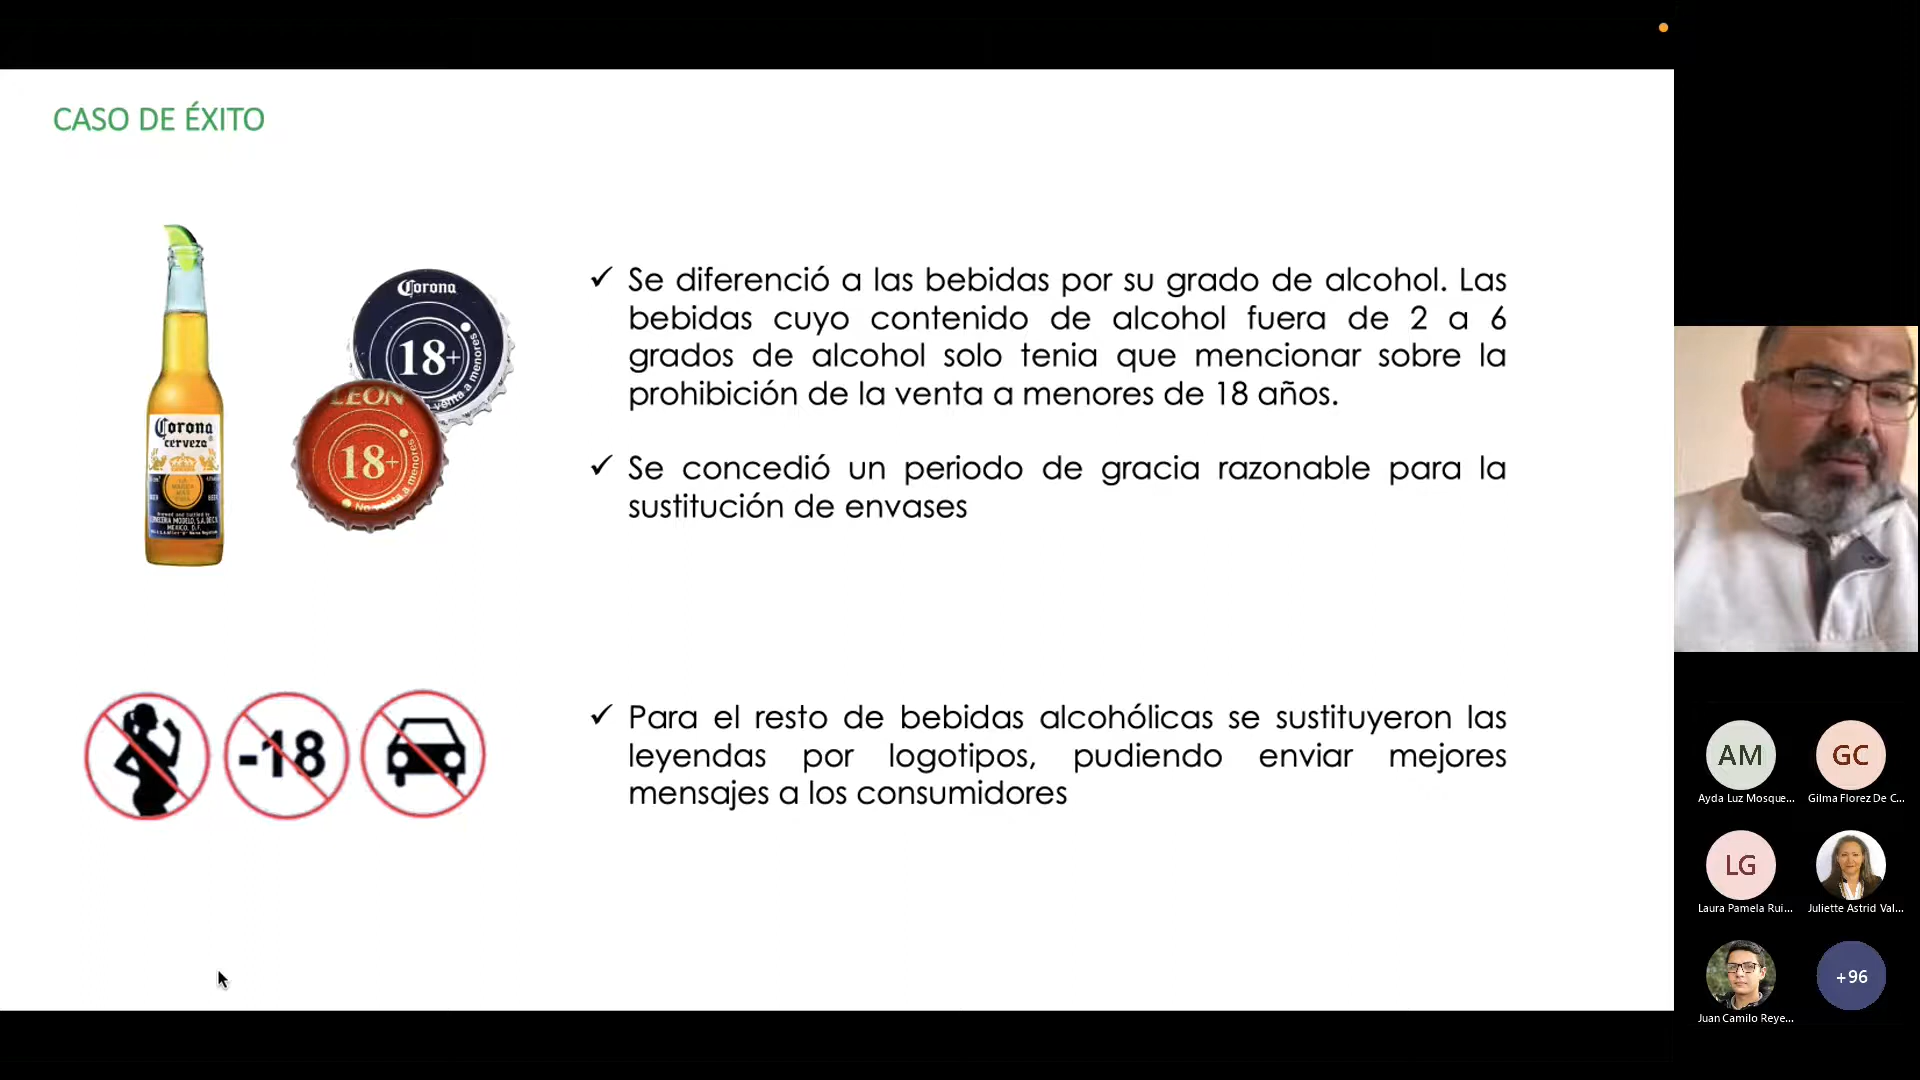 CASO DE ÉXITO
Corona
18+
venta a menores
LEON
18+
No venta a menores
Corona
cerveza
✓ Se diferenció a las bebidas por su grado de alcohol. Las
bebidas cuyo contenido de alcohol fuera de 2 a 6
grados de alcohol solo tenia que mencionar sobre la
prohibición de la venta a menores de 18 años.
✓ Se concedió un periodo de gracia razonable para la
sustitución de envases
-18
✓ Para el resto de bebidas alcohólicas se sustituyeron las
leyendas por logotipos, pudiendo enviar mejores
mensajes a los consumidores
AM
GC
Ayda Luz Mosque...
Gilma Florez De C...
LG
Laura Pamela Rui...
Juliette Astrid Val...
+96
Juan Camilo Reye...